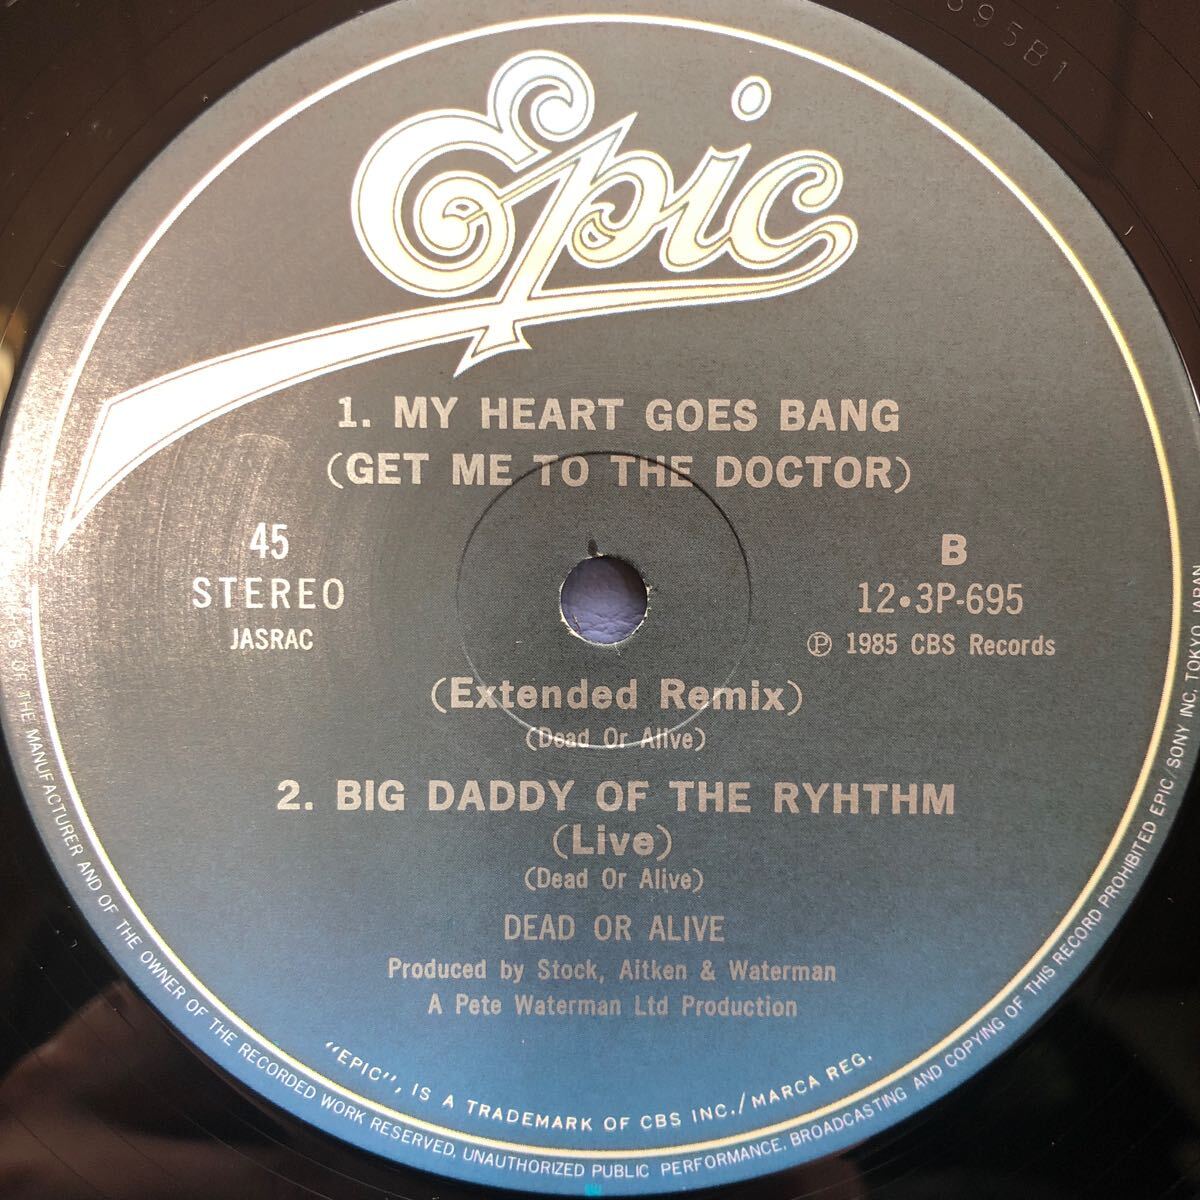 Epic
1. MY HEART GOES BANG
(GET ME TO THE DOCTOR)
45
STEREO
JASRAC
B
12•3P-695
Ⓟ 1985 CBS Records
(Extended Remix)
(Dead Or Alive)
2. BIG DADDY OF THE RYHTHM
(Live)
(Dead Or Alive)
DEAD OR ALIVE
Produced by Stock, Aitken & Waterman
A Pete Waterman Ltd Production
"EPIC", IS A TRADEMARK OF CBS INC./MARCA REG.
OF THE MANUFACTURER AND OF THE OWNER OF THE RECORDED WORK RESERVED. UNAUTHORIZED PUBLIC PERFORMANCE, BROADCASTING AND COPYING OF THIS RECORD PROHIBITED EPIC/SONY INC. TOKYO JAPAN
695B1